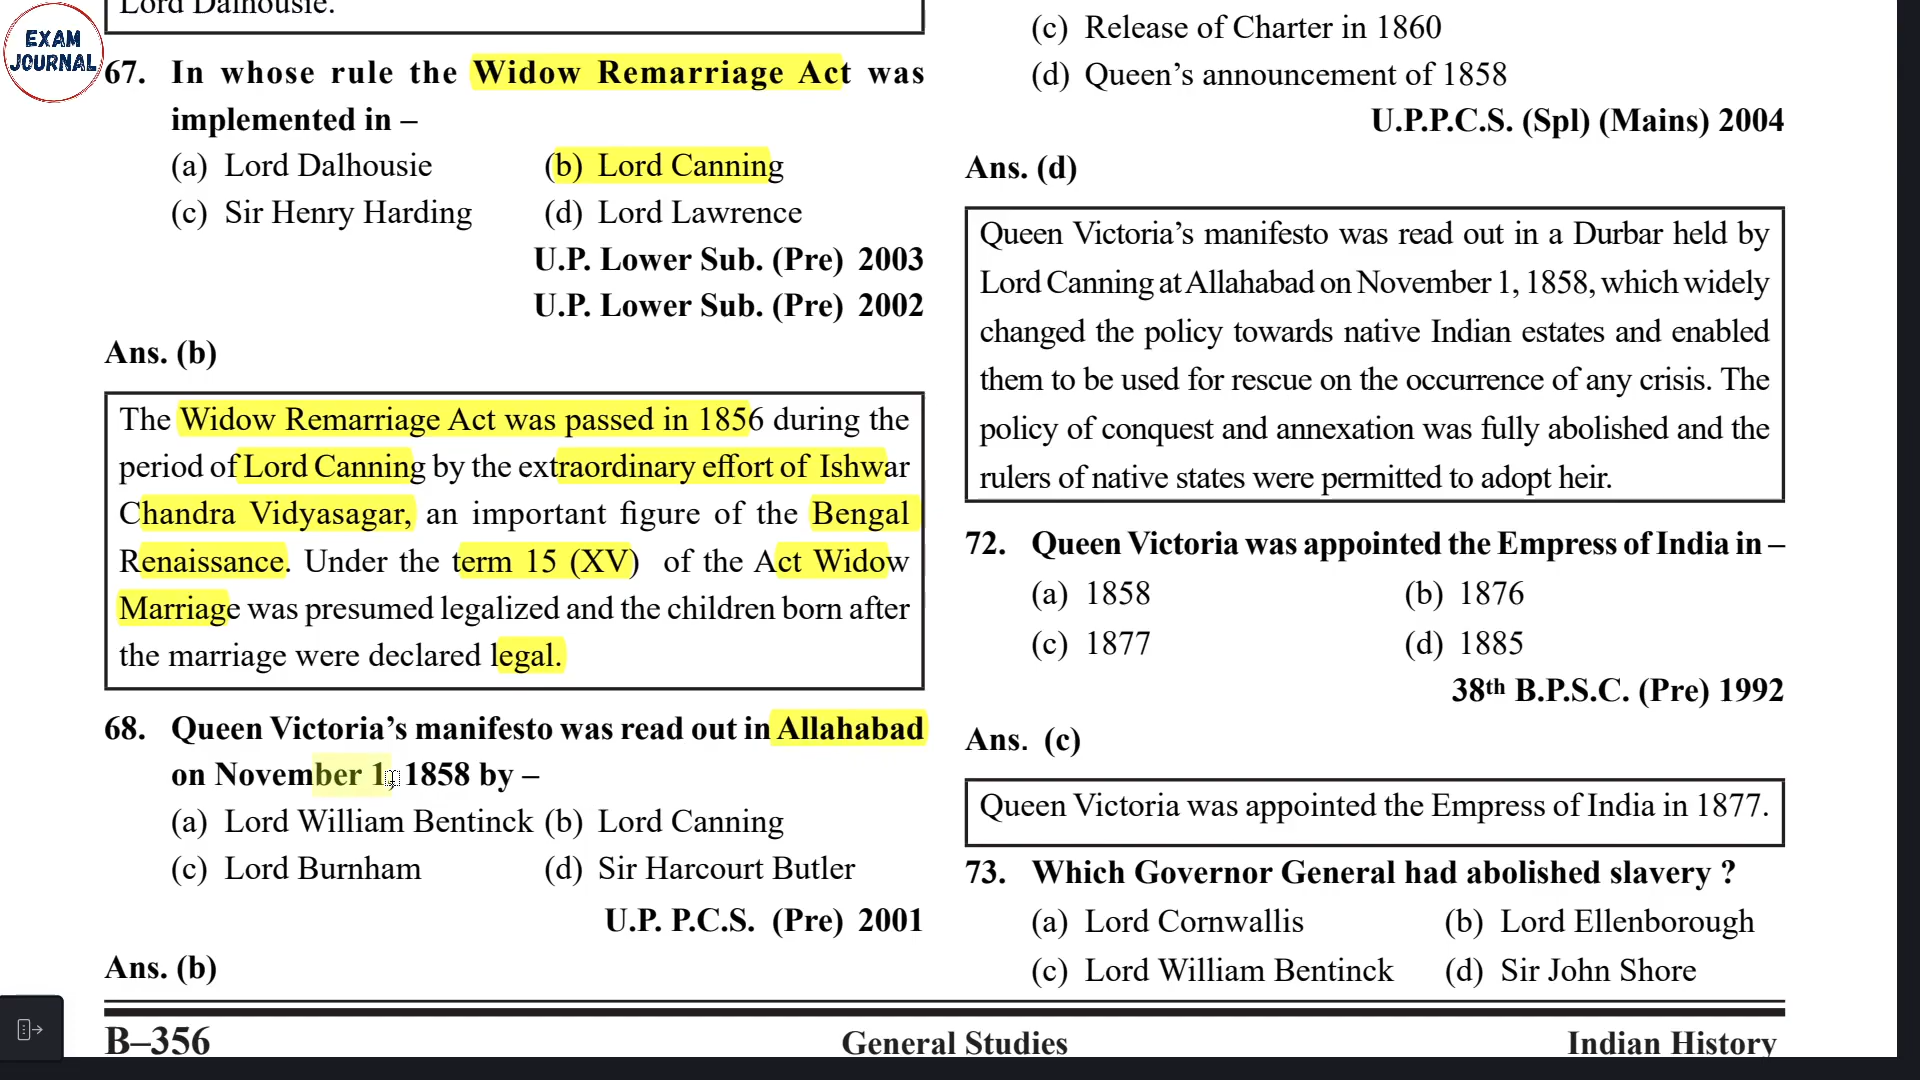 EXAM
JOURNAL
Lord Dalhousie.
67. In whose rule the Widow Remarriage Act was
implemented in –
(a) Lord Dalhousie (b) Lord Canning
(c) Sir Henry Harding (d) Lord Lawrence
U.P. Lower Sub. (Pre) 2003
U.P. Lower Sub. (Pre) 2002
Ans. (b)
The Widow Remarriage Act was passed in 1856 during the
period of Lord Canning by the extraordinary effort of Ishwar
Chandra Vidyasagar, an important figure of the Bengal
Renaissance. Under the term 15 (XV) of the Act Widow
Marriage was presumed legalized and the children born after
the marriage were declared legal.
68. Queen Victoria’s manifesto was read out in Allahabad
on November 1, 1858 by –
(a) Lord William Bentinck (b) Lord Canning
(c) Lord Burnham (d) Sir Harcourt Butler
U.P. P.C.S. (Pre) 2001
Ans. (b)
(c) Release of Charter in 1860
(d) Queen’s announcement of 1858
U.P.P.C.S. (Spl) (Mains) 2004
Ans. (d)
Queen Victoria’s manifesto was read out in a Durbar held by
Lord Canning at Allahabad on November 1, 1858, which widely
changed the policy towards native Indian estates and enabled
them to be used for rescue on the occurrence of any crisis. The
policy of conquest and annexation was fully abolished and the
rulers of native states were permitted to adopt heir.
72. Queen Victoria was appointed the Empress of India in –
(a) 1858 (b) 1876
(c) 1877 (d) 1885
38th B.P.S.C. (Pre) 1992
Ans. (c)
Queen Victoria was appointed the Empress of India in 1877.
73. Which Governor General had abolished slavery ?
(a) Lord Cornwallis (b) Lord Ellenborough
(c) Lord William Bentinck (d) Sir John Shore
B–356 General Studies Indian History